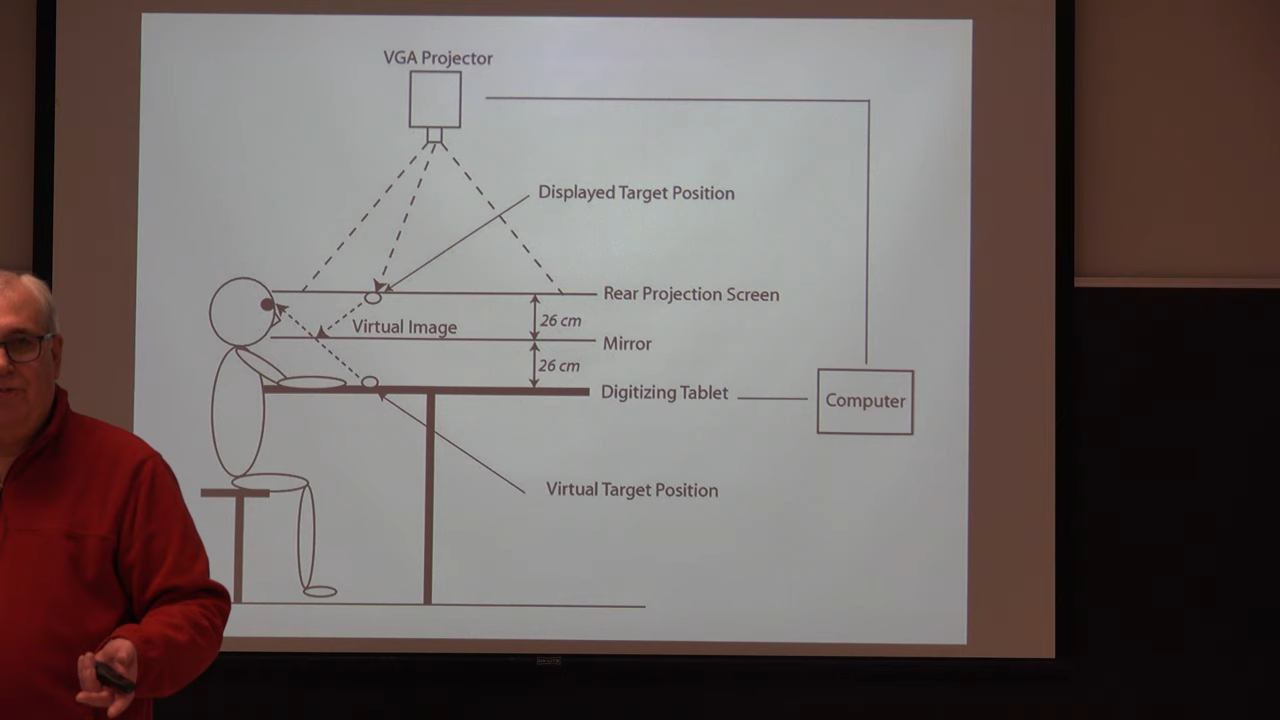 VGA Projector
Displayed Target Position
Rear Projection Screen
26 cm
Virtual Image
Mirror
26 cm
Digitizing Tablet
Computer
Virtual Target Position